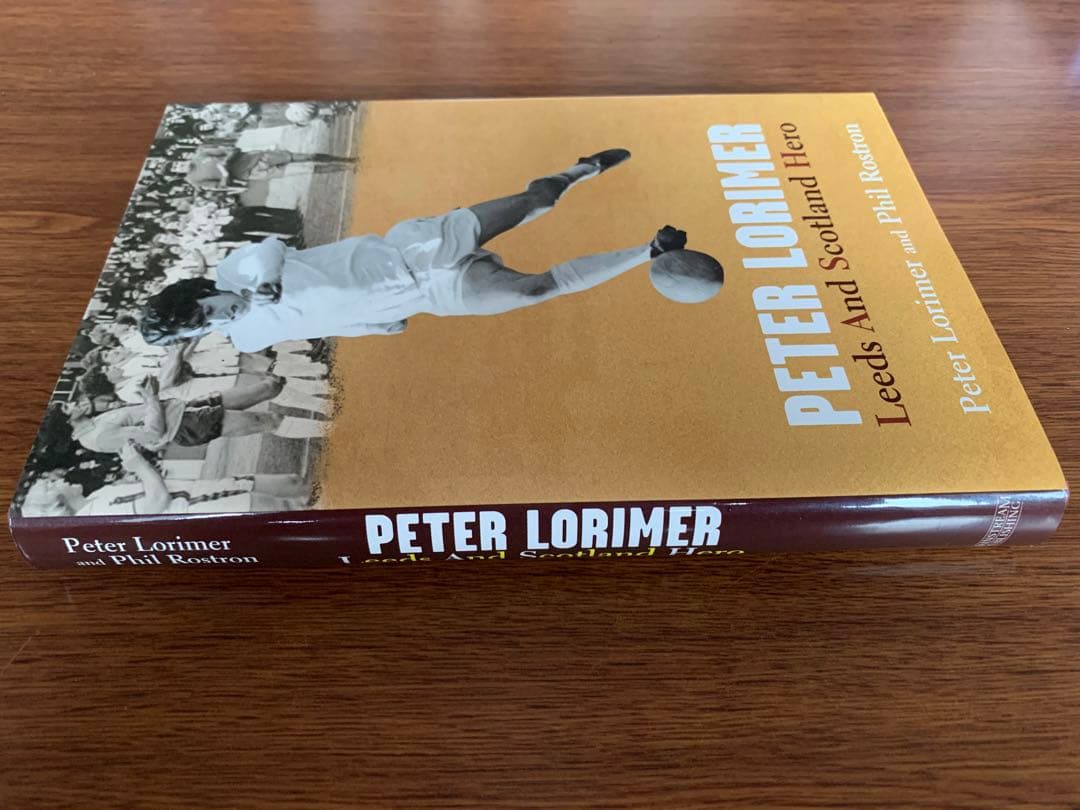 PETER LORIMER
Leeds And Scotland Hero
Peter Lorimer and Phil Rostron
Peter Lorimer
and Phil Rostron
PETER LORIMER
Leeds And Scotland Hero